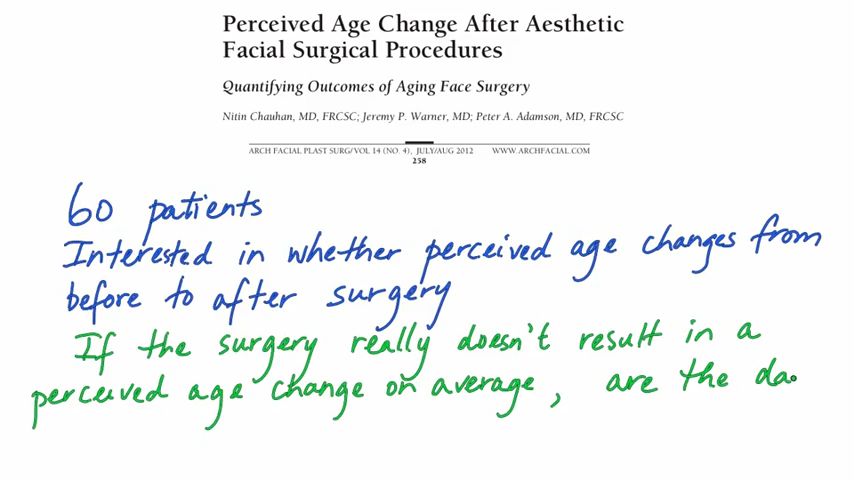 Perceived Age Change After Aesthetic
Facial Surgical Procedures
Quantifying Outcomes of Aging Face Surgery
Nitin Chauhan, MD, FRCSC; Jeremy P. Warner, MD; Peter A. Adamson, MD, FRCSC
ARCH FACIAL PLAST SURG/VOL 14 (NO. 4), JULY/AUG 2012 WWW.ARCHFACIAL.COM
258
60 patients
Interested in whether perceived age changes from
before to after surgery
If the surgery really doesn't result in a
perceived age change on average, are the da